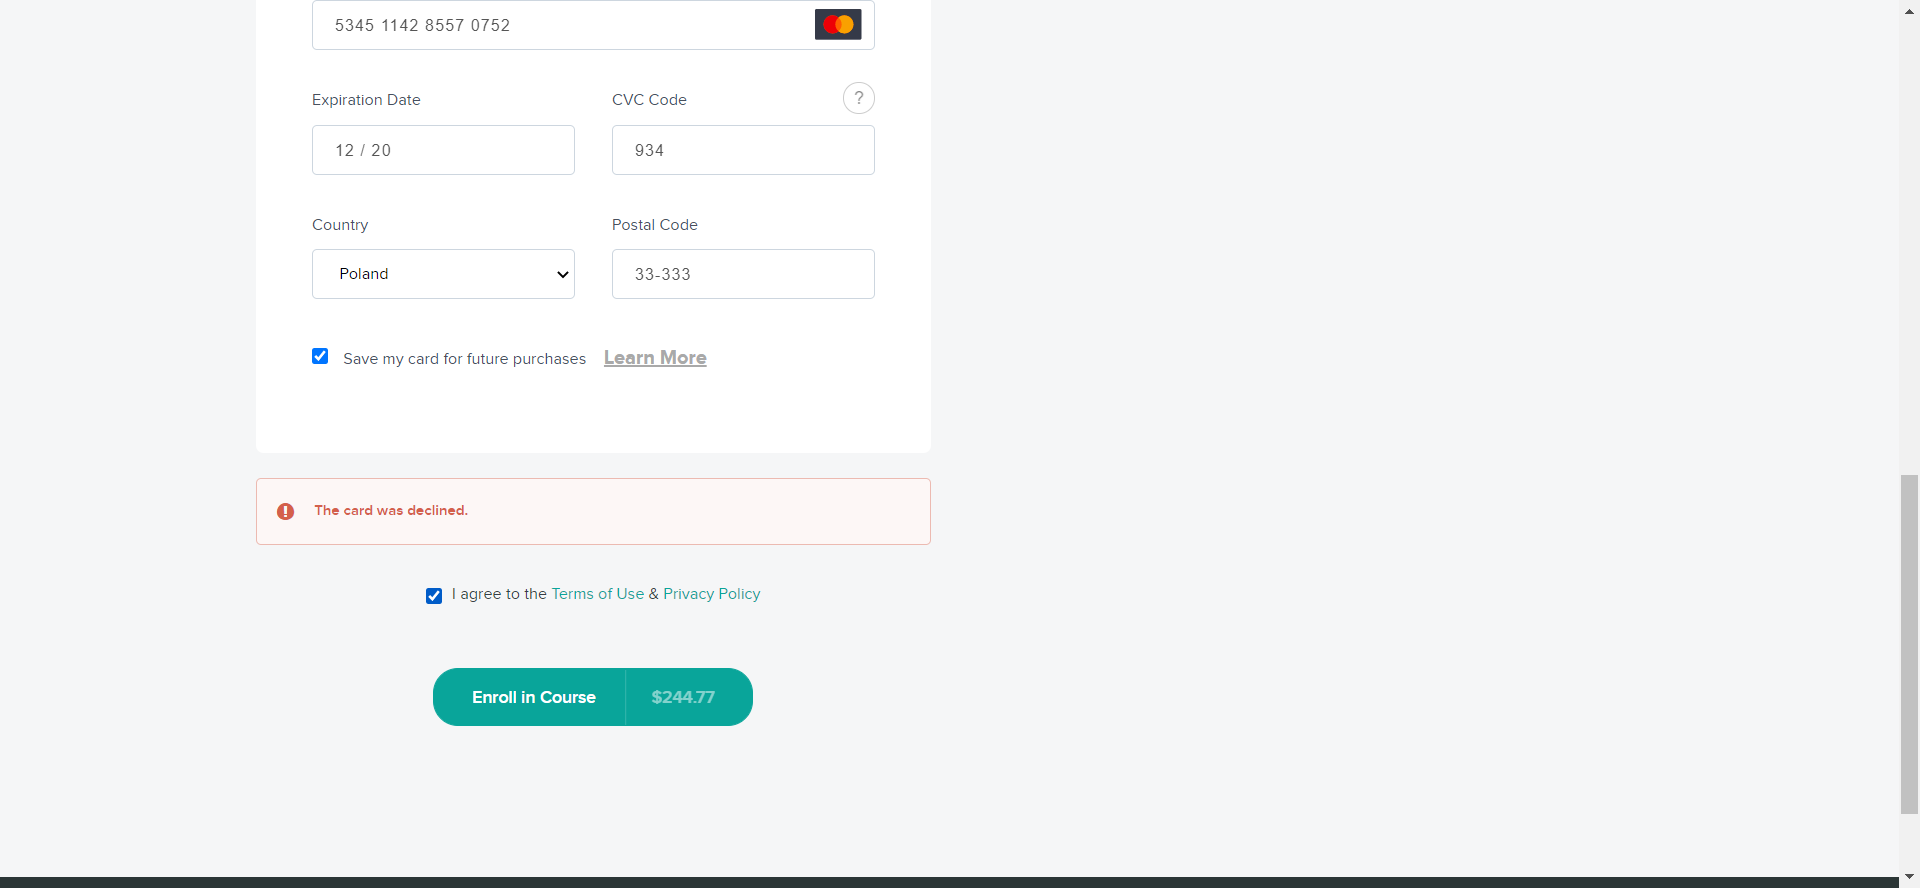 5345 1142 8557 0752
Expiration Date
CVC Code
?
12 / 20
934
Country
Postal Code
Poland
33-333
Save my card for future purchases Learn More
The card was declined.
I agree to the Terms of Use & Privacy Policy
Enroll in Course $244.77